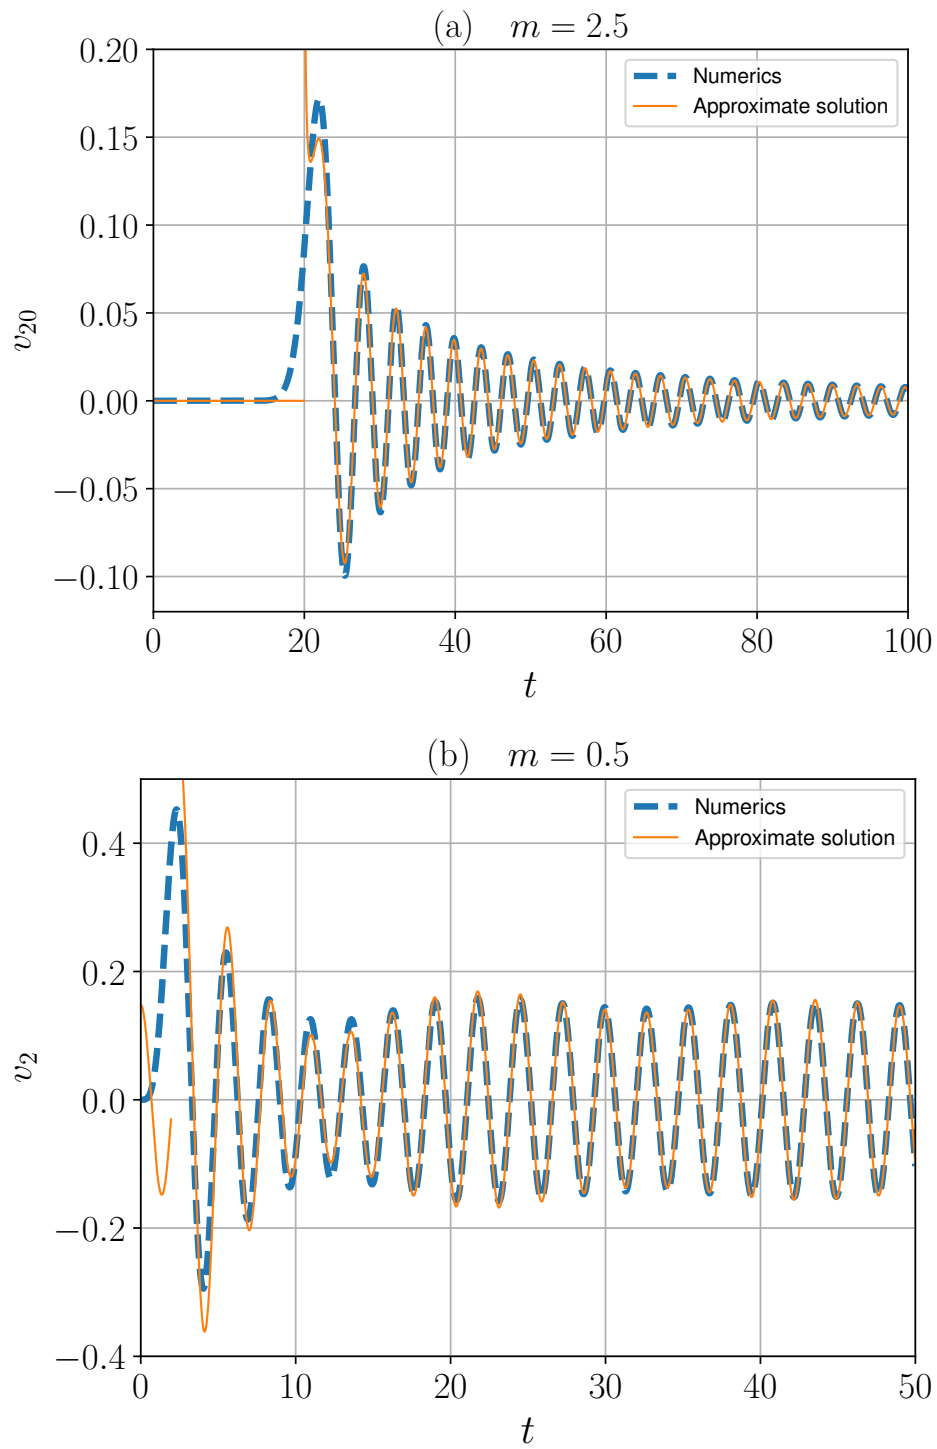 (a) m = 2.5
0.20
0.15
0.10
0.05
0.00
−0.05
−0.10
v₂₀
Numerics
Approximate solution
0 20 40 60 80 100
t
(b) m = 0.5
0.4
0.2
0.0
−0.2
−0.4
v₂
Numerics
Approximate solution
0 10 20 30 40 50
t